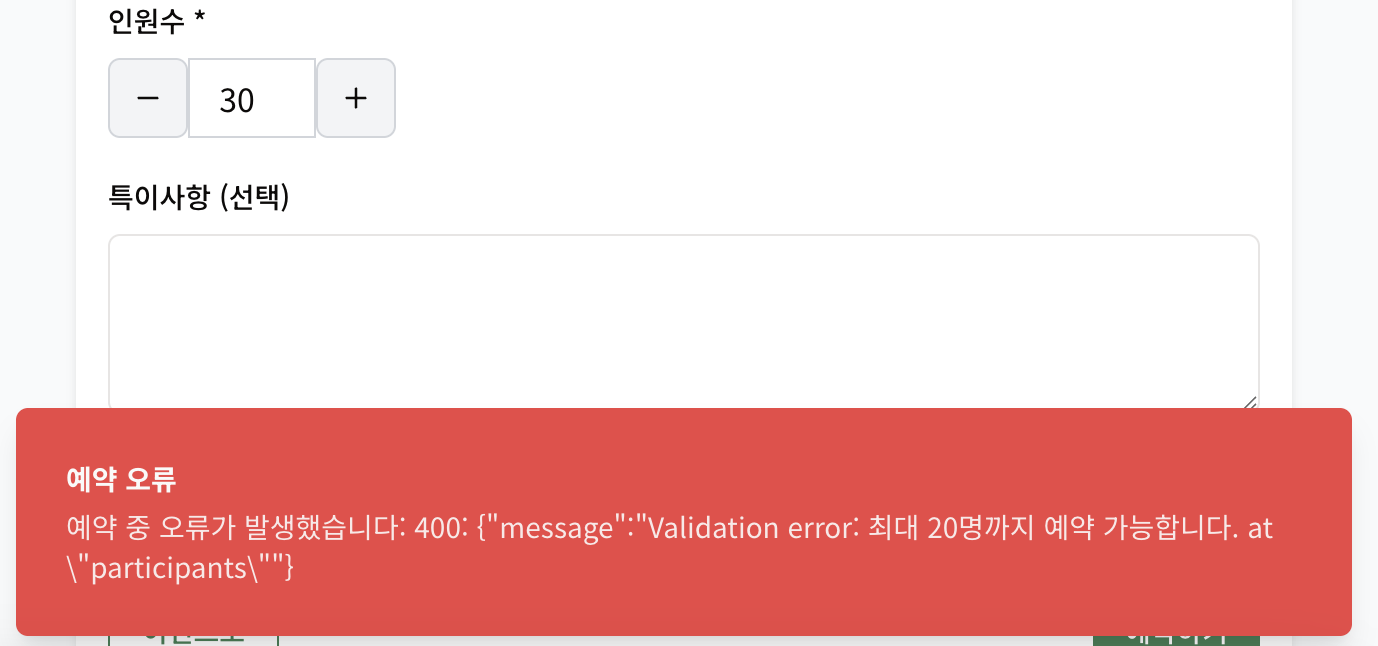 인원수 *
− 30 +
특이사항 (선택)
예약 오류
예약 중 오류가 발생했습니다: 400: {"message":"Validation error: 최대 20명까지 예약 가능합니다. at
\"participants\""}